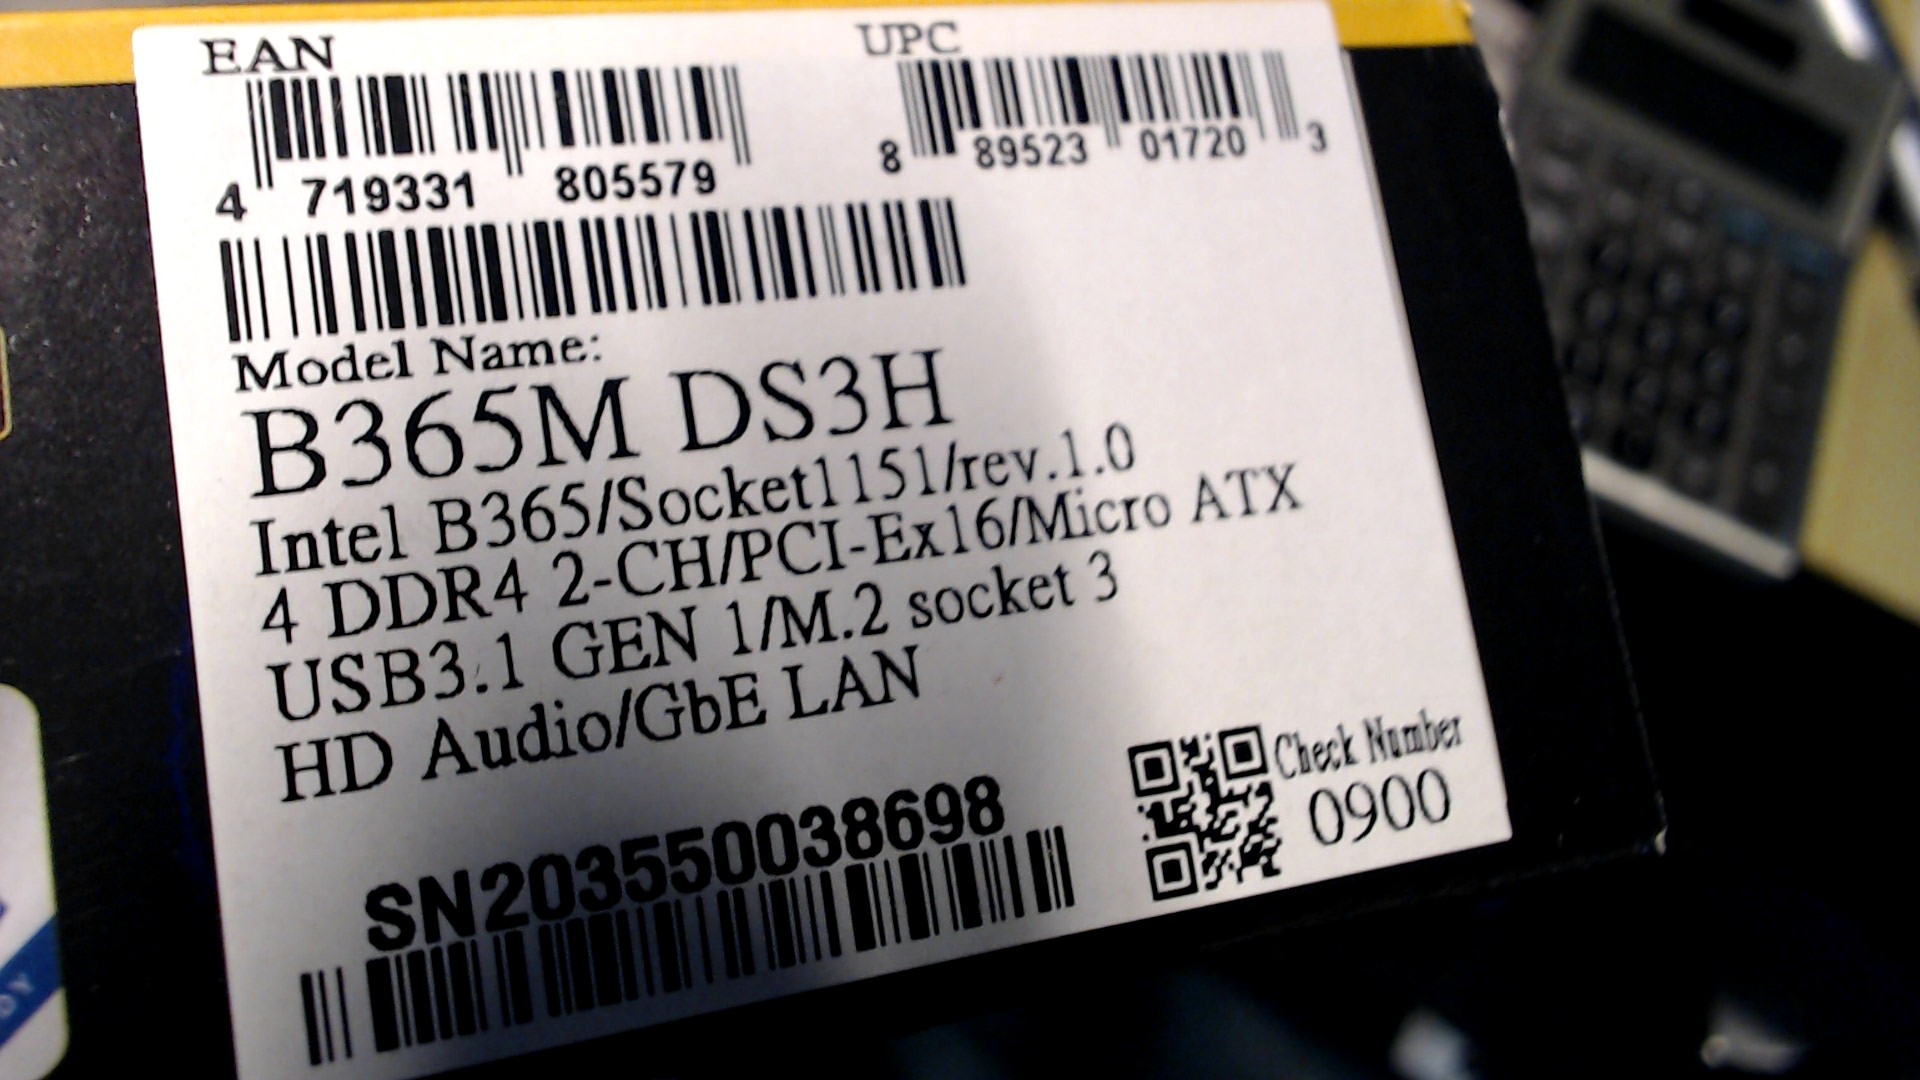 EAN
UPC
4 719331 805579
8 89523 01720 3
Model Name:
B365M DS3H
Intel B365/Socket1151/rev.1.0
4 DDR4 2-CH/PCI-Ex16/Micro ATX
USB3.1 GEN 1/M.2 socket 3
HD Audio/GbE LAN
Check Number
0900
SN203550038698